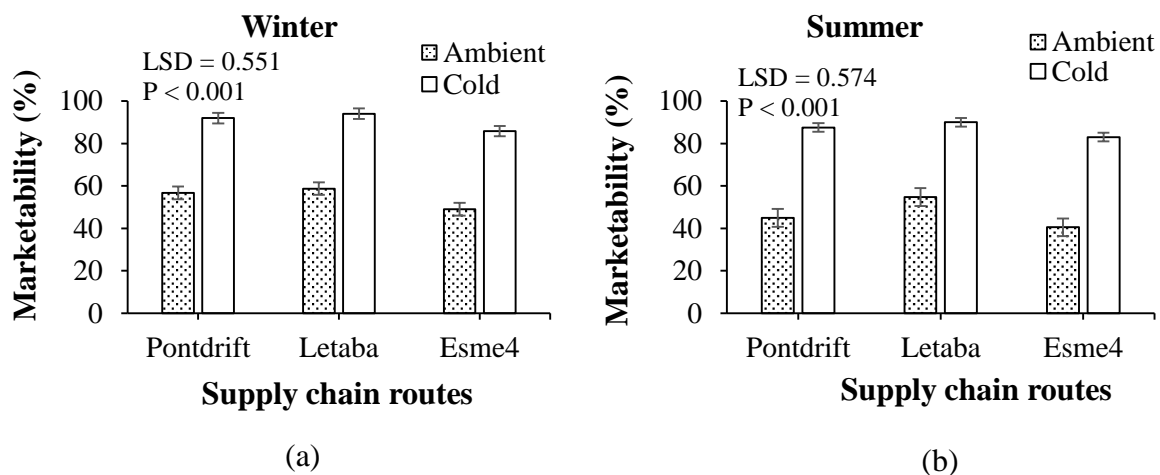 Winter
LSD = 0.551
P < 0.001
Ambient
Cold
Marketability (%)
100
80
60
40
20
0
Pontdrift Letaba Esme4
Supply chain routes
(a)
Summer
LSD = 0.574
P < 0.001
Ambient
Cold
Marketability (%)
100
80
60
40
20
0
Pontdrift Letaba Esme4
Supply chain routes
(b)